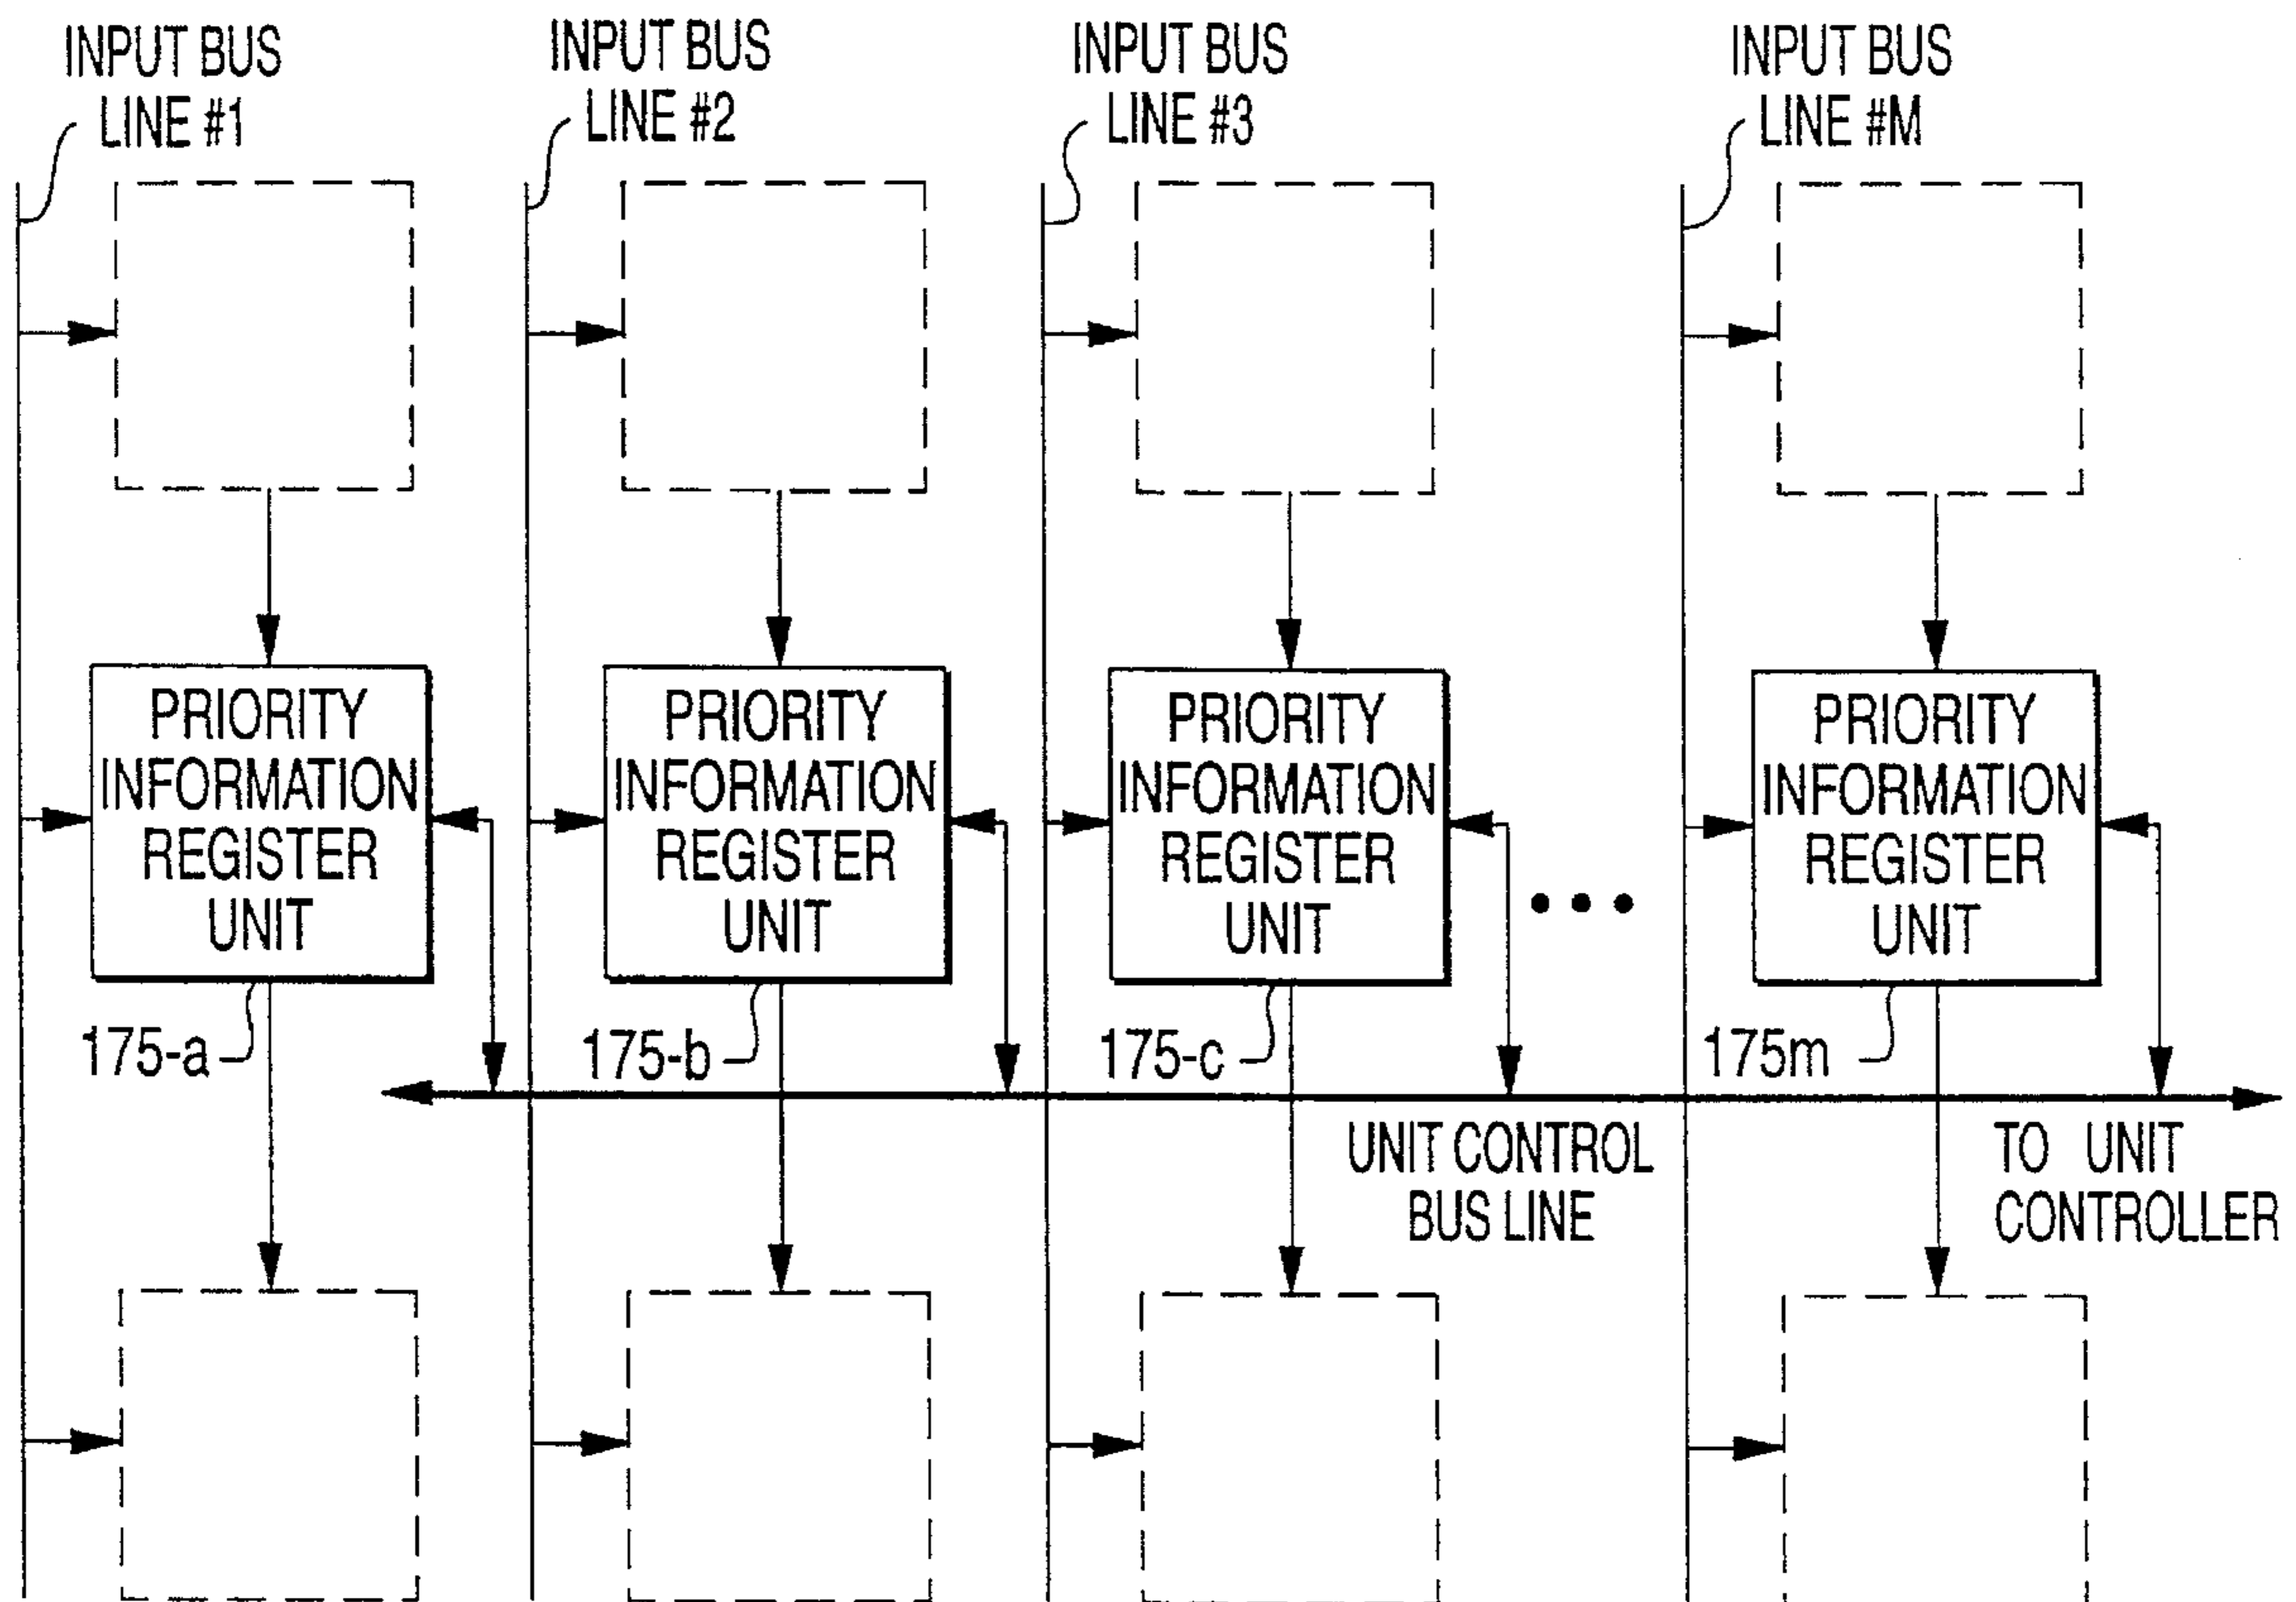 INPUT BUS
LINE #1
INPUT BUS
LINE #2
INPUT BUS
LINE #3
INPUT BUS
LINE #M
PRIORITY
INFORMATION
REGISTER
UNIT
PRIORITY
INFORMATION
REGISTER
UNIT
PRIORITY
INFORMATION
REGISTER
UNIT
PRIORITY
INFORMATION
REGISTER
UNIT
175-a
175-b
175-c
175m
UNIT CONTROL
BUS LINE
TO UNIT
CONTROLLER